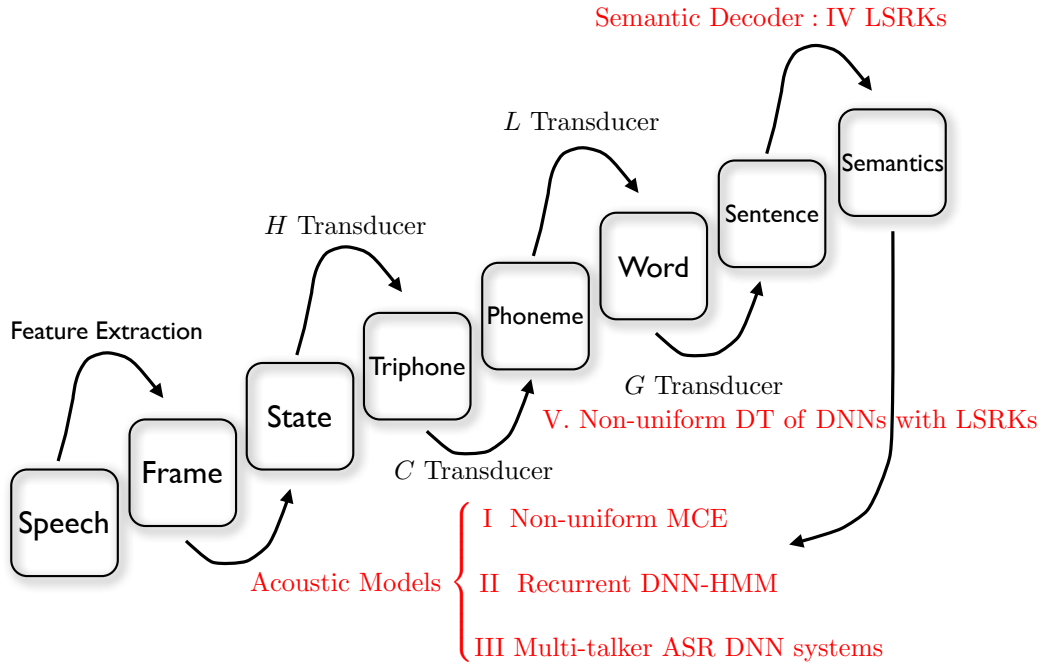 Semantic Decoder : IV LSRKs
L Transducer
Semantics
Sentence
H Transducer
Word
Phoneme
Feature Extraction
Triphone
G Transducer
State
V. Non-uniform DT of DNNs with LSRKs
Frame
C Transducer
Speech
I Non-uniform MCE
Acoustic Models
II Recurrent DNN-HMM
III Multi-talker ASR DNN systems